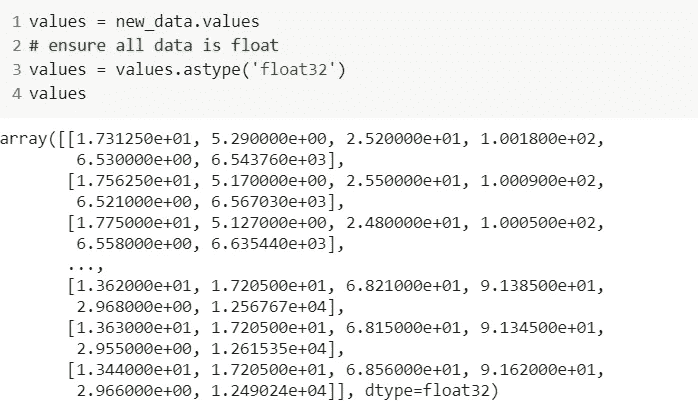 1 values = new_data.values
2 # ensure all data is float
3 values = values.astype('float32')
4 values
array([[1.731250e+01, 5.290000e+00, 2.520000e+01, 1.001800e+02,
6.530000e+00, 6.543760e+03],
[1.756250e+01, 5.170000e+00, 2.550000e+01, 1.000900e+02,
6.521000e+00, 6.567030e+03],
[1.775000e+01, 5.127000e+00, 2.480000e+01, 1.000500e+02,
6.558000e+00, 6.635440e+03],
...,
[1.362000e+01, 1.720500e+01, 6.821000e+01, 9.138500e+01,
2.968000e+00, 1.256767e+04],
[1.363000e+01, 1.720500e+01, 6.815000e+01, 9.134500e+01,
2.955000e+00, 1.261535e+04],
[1.344000e+01, 1.720500e+01, 6.856000e+01, 9.162000e+01,
2.966000e+00, 1.249024e+04]], dtype=float32)